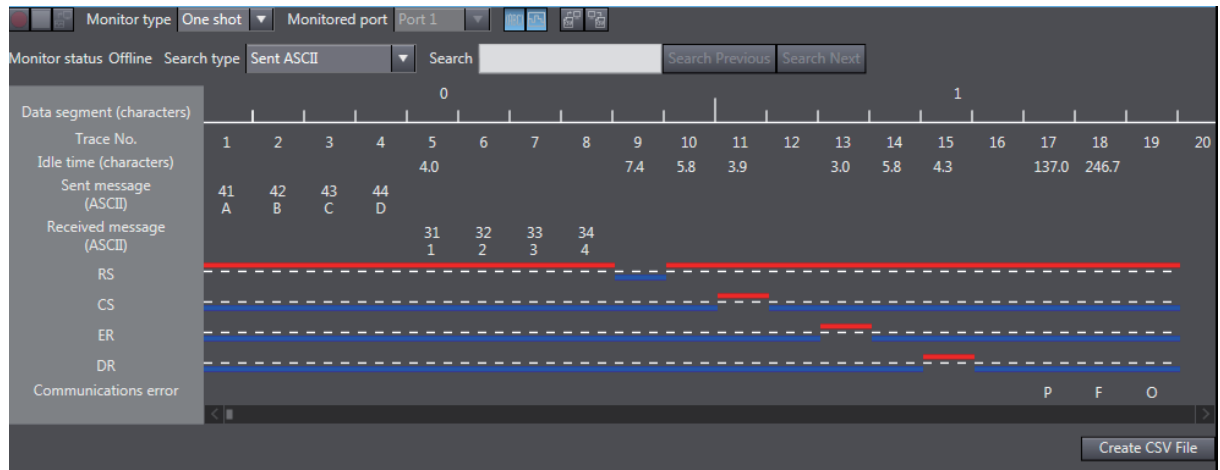 Monitor type One shot Monitored port Port 1
Monitor status Offline Search type Sent ASCII Search Search Previous Search Next
0 1
Data segment (characters)
Trace No. 1 2 3 4 5 6 7 8 9 10 11 12 13 14 15 16 17 18 19 20
Idle time (characters) 4.0 7.4 5.8 3.9 3.0 5.8 4.3 137.0 246.7
Sent message 41 42 43 44
(ASCII) A B C D
Received message 31 32 33 34
(ASCII) 1 2 3 4
RS
CS
ER
DR
Communications error P F O
Create CSV File